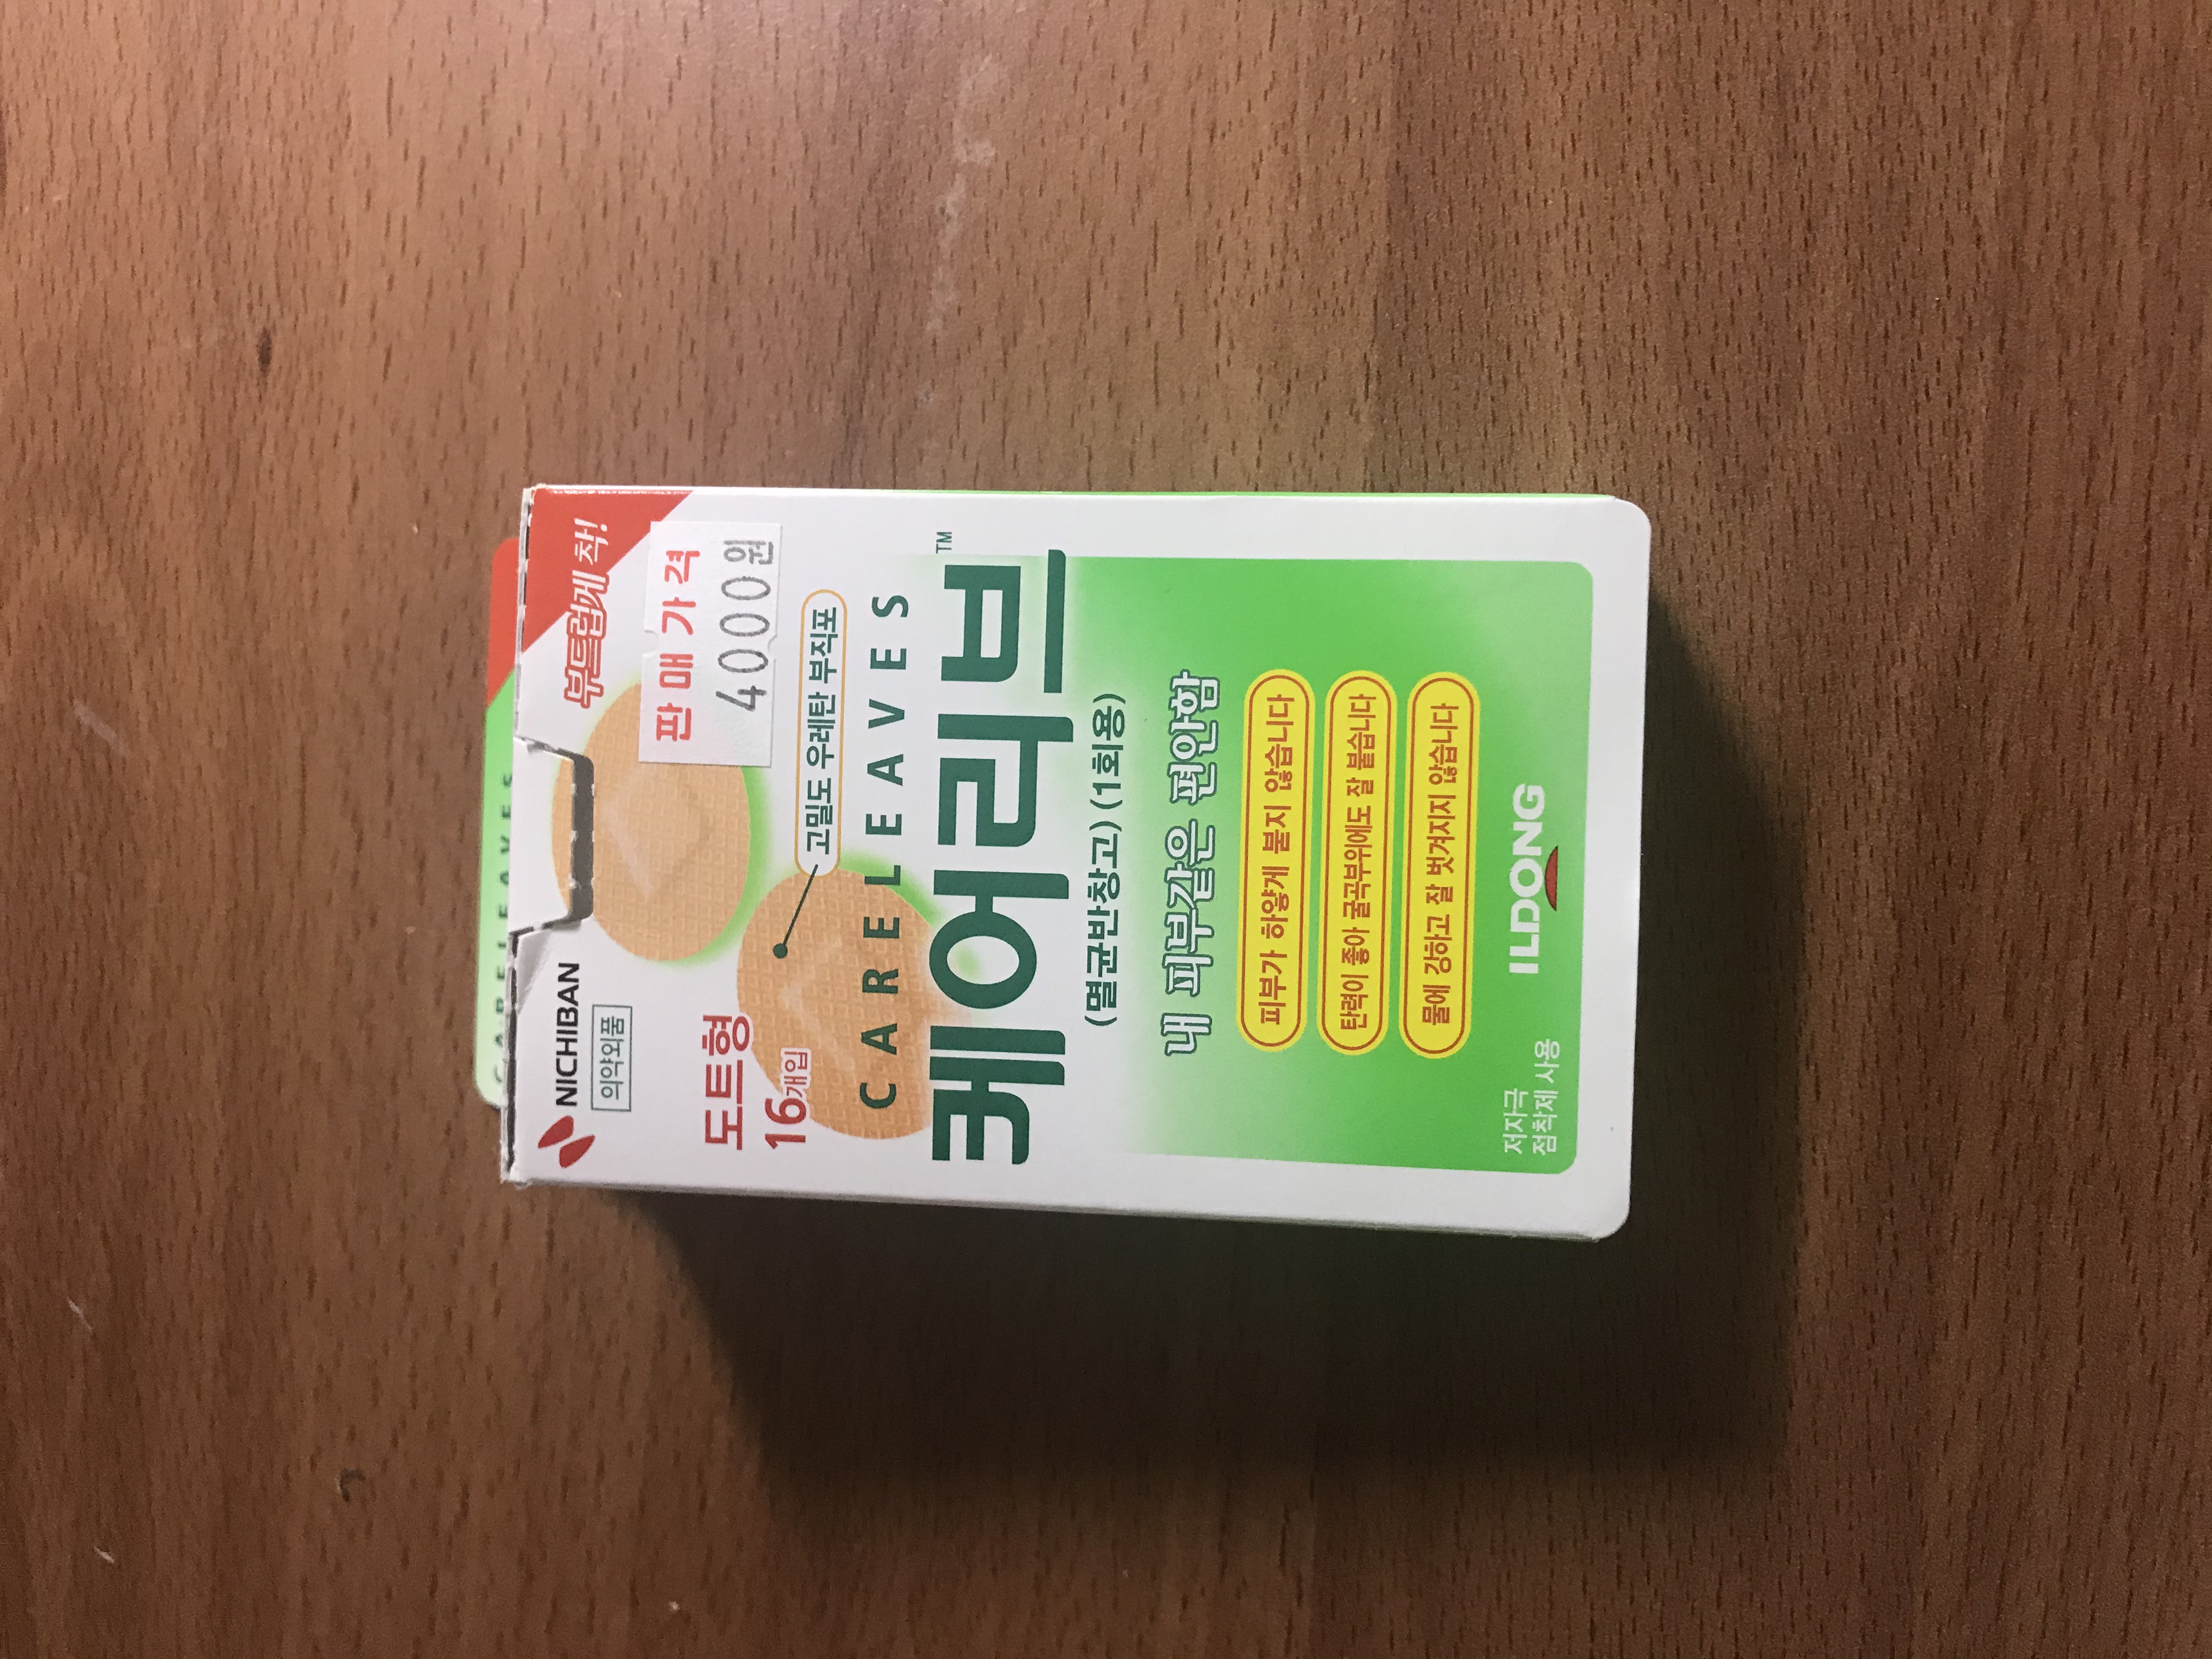 CARELEAVES
NICHIBAN
의약외품
부드럽게 착!
판매가격
4000원
도트형
16개입
고밀도 우레탄 부직포
CARELEAVES
케어리브™
(멸균반창고) (1회용)
내 피부같은 편안함
피부가 하얗게 붇지 않습니다
탄력이 좋아 굴곡부위에도 잘 붙습니다
물에 강하고 잘 벗겨지지 않습니다
저자극
점착제 사용
ILDONG